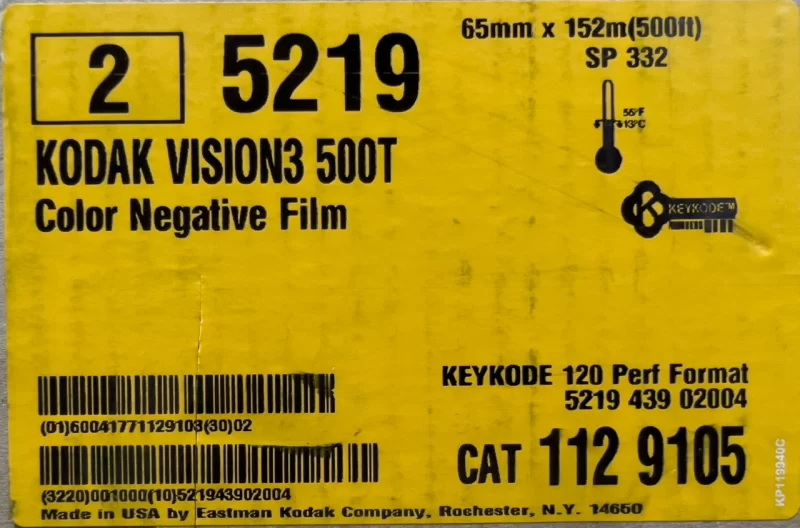 65mm x 152m(500ft)
SP 332
2 5219
55°F
13°C
KODAK VISION3 500T
Color Negative Film
K KEYKODE™
KEYKODE 120 Perf Format
5219 439 02004
(01)60041771129103(30)02
CAT 112 9105
(3220)001000(10)521943902004
Made in USA by Eastman Kodak Company, Rochester, N.Y. 14650
KP119940C